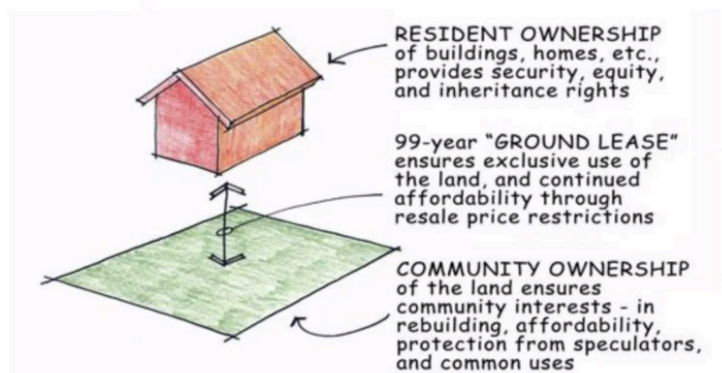 RESIDENT OWNERSHIP
of buildings, homes, etc.,
provides security, equity,
and inheritance rights
99-year “GROUND LEASE”
ensures exclusive use of
the land, and continued
affordability through
resale price restrictions
COMMUNITY OWNERSHIP
of the land ensures
community interests - in
rebuilding, affordability,
protection from speculators,
and common uses